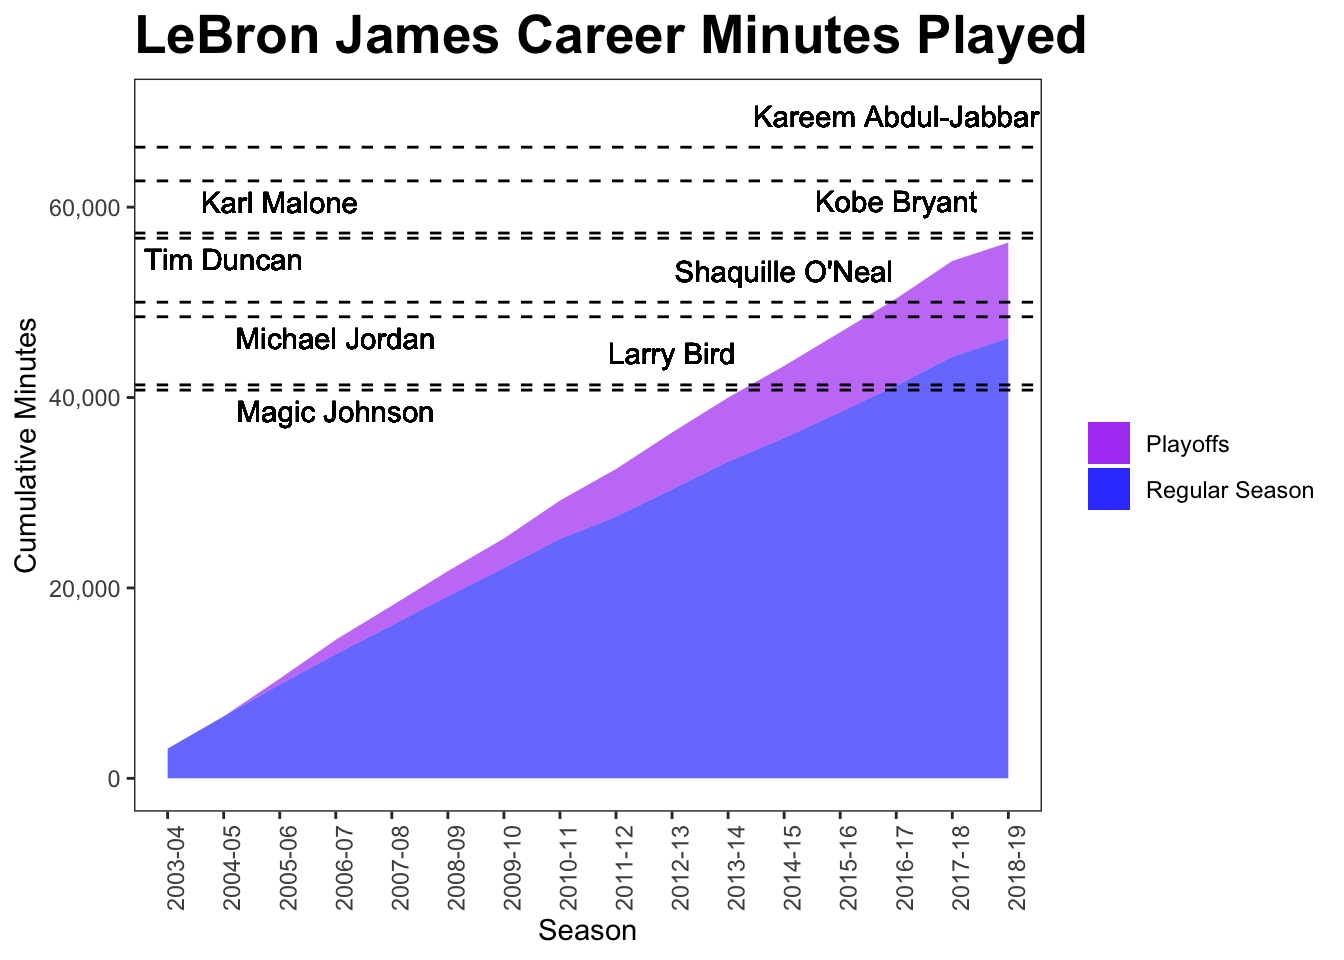 LeBron James Career Minutes Played
Kareem Abdul-Jabbar
Karl Malone
Kobe Bryant
Tim Duncan
Shaquille O'Neal
Michael Jordan
Larry Bird
Magic Johnson
Cumulative Minutes
60,000
40,000
20,000
0
2003-04
2004-05
2005-06
2006-07
2007-08
2008-09
2009-10
2010-11
2011-12
2012-13
2013-14
2014-15
2015-16
2016-17
2017-18
2018-19
Season
Playoffs
Regular Season